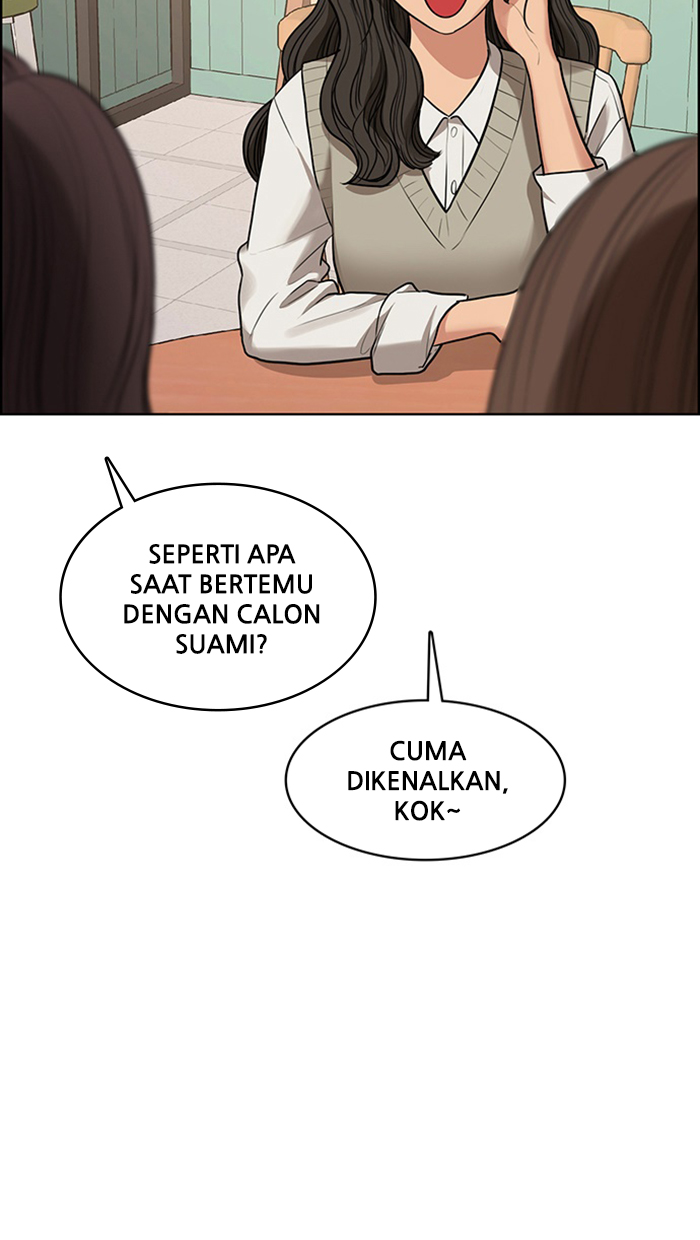 SEPERTI APA
SAAT BERTEMU
DENGAN CALON
SUAMI?
CUMA
DIKENALKAN,
KOK~